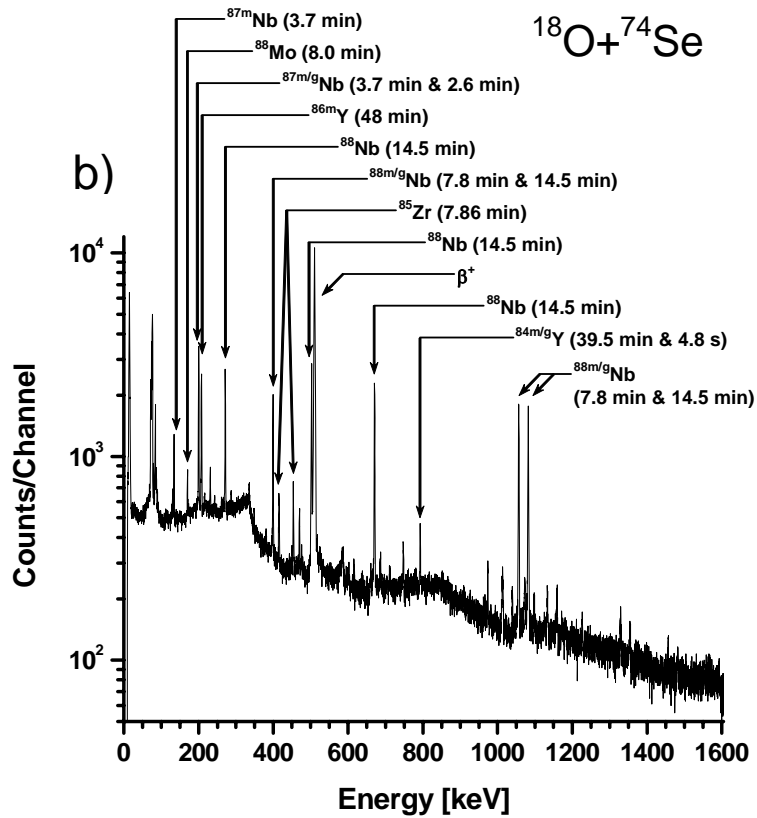 ¹⁸O+⁷⁴Se
b)
⁸⁷ᵐNb (3.7 min)
⁸⁸Mo (8.0 min)
⁸⁷ᵐ/ᵍNb (3.7 min & 2.6 min)
⁸⁶ᵐY (48 min)
⁸⁸Nb (14.5 min)
⁸⁸ᵐ/ᵍNb (7.8 min & 14.5 min)
⁸⁵Zr (7.86 min)
⁸⁸Nb (14.5 min)
β⁺
⁸⁸Nb (14.5 min)
⁸⁴ᵐ/ᵍY (39.5 min & 4.8 s)
⁸⁸ᵐ/ᵍNb
(7.8 min & 14.5 min)
Counts/Channel
10⁴
10³
10²
0 200 400 600 800 1000 1200 1400 1600
Energy [keV]